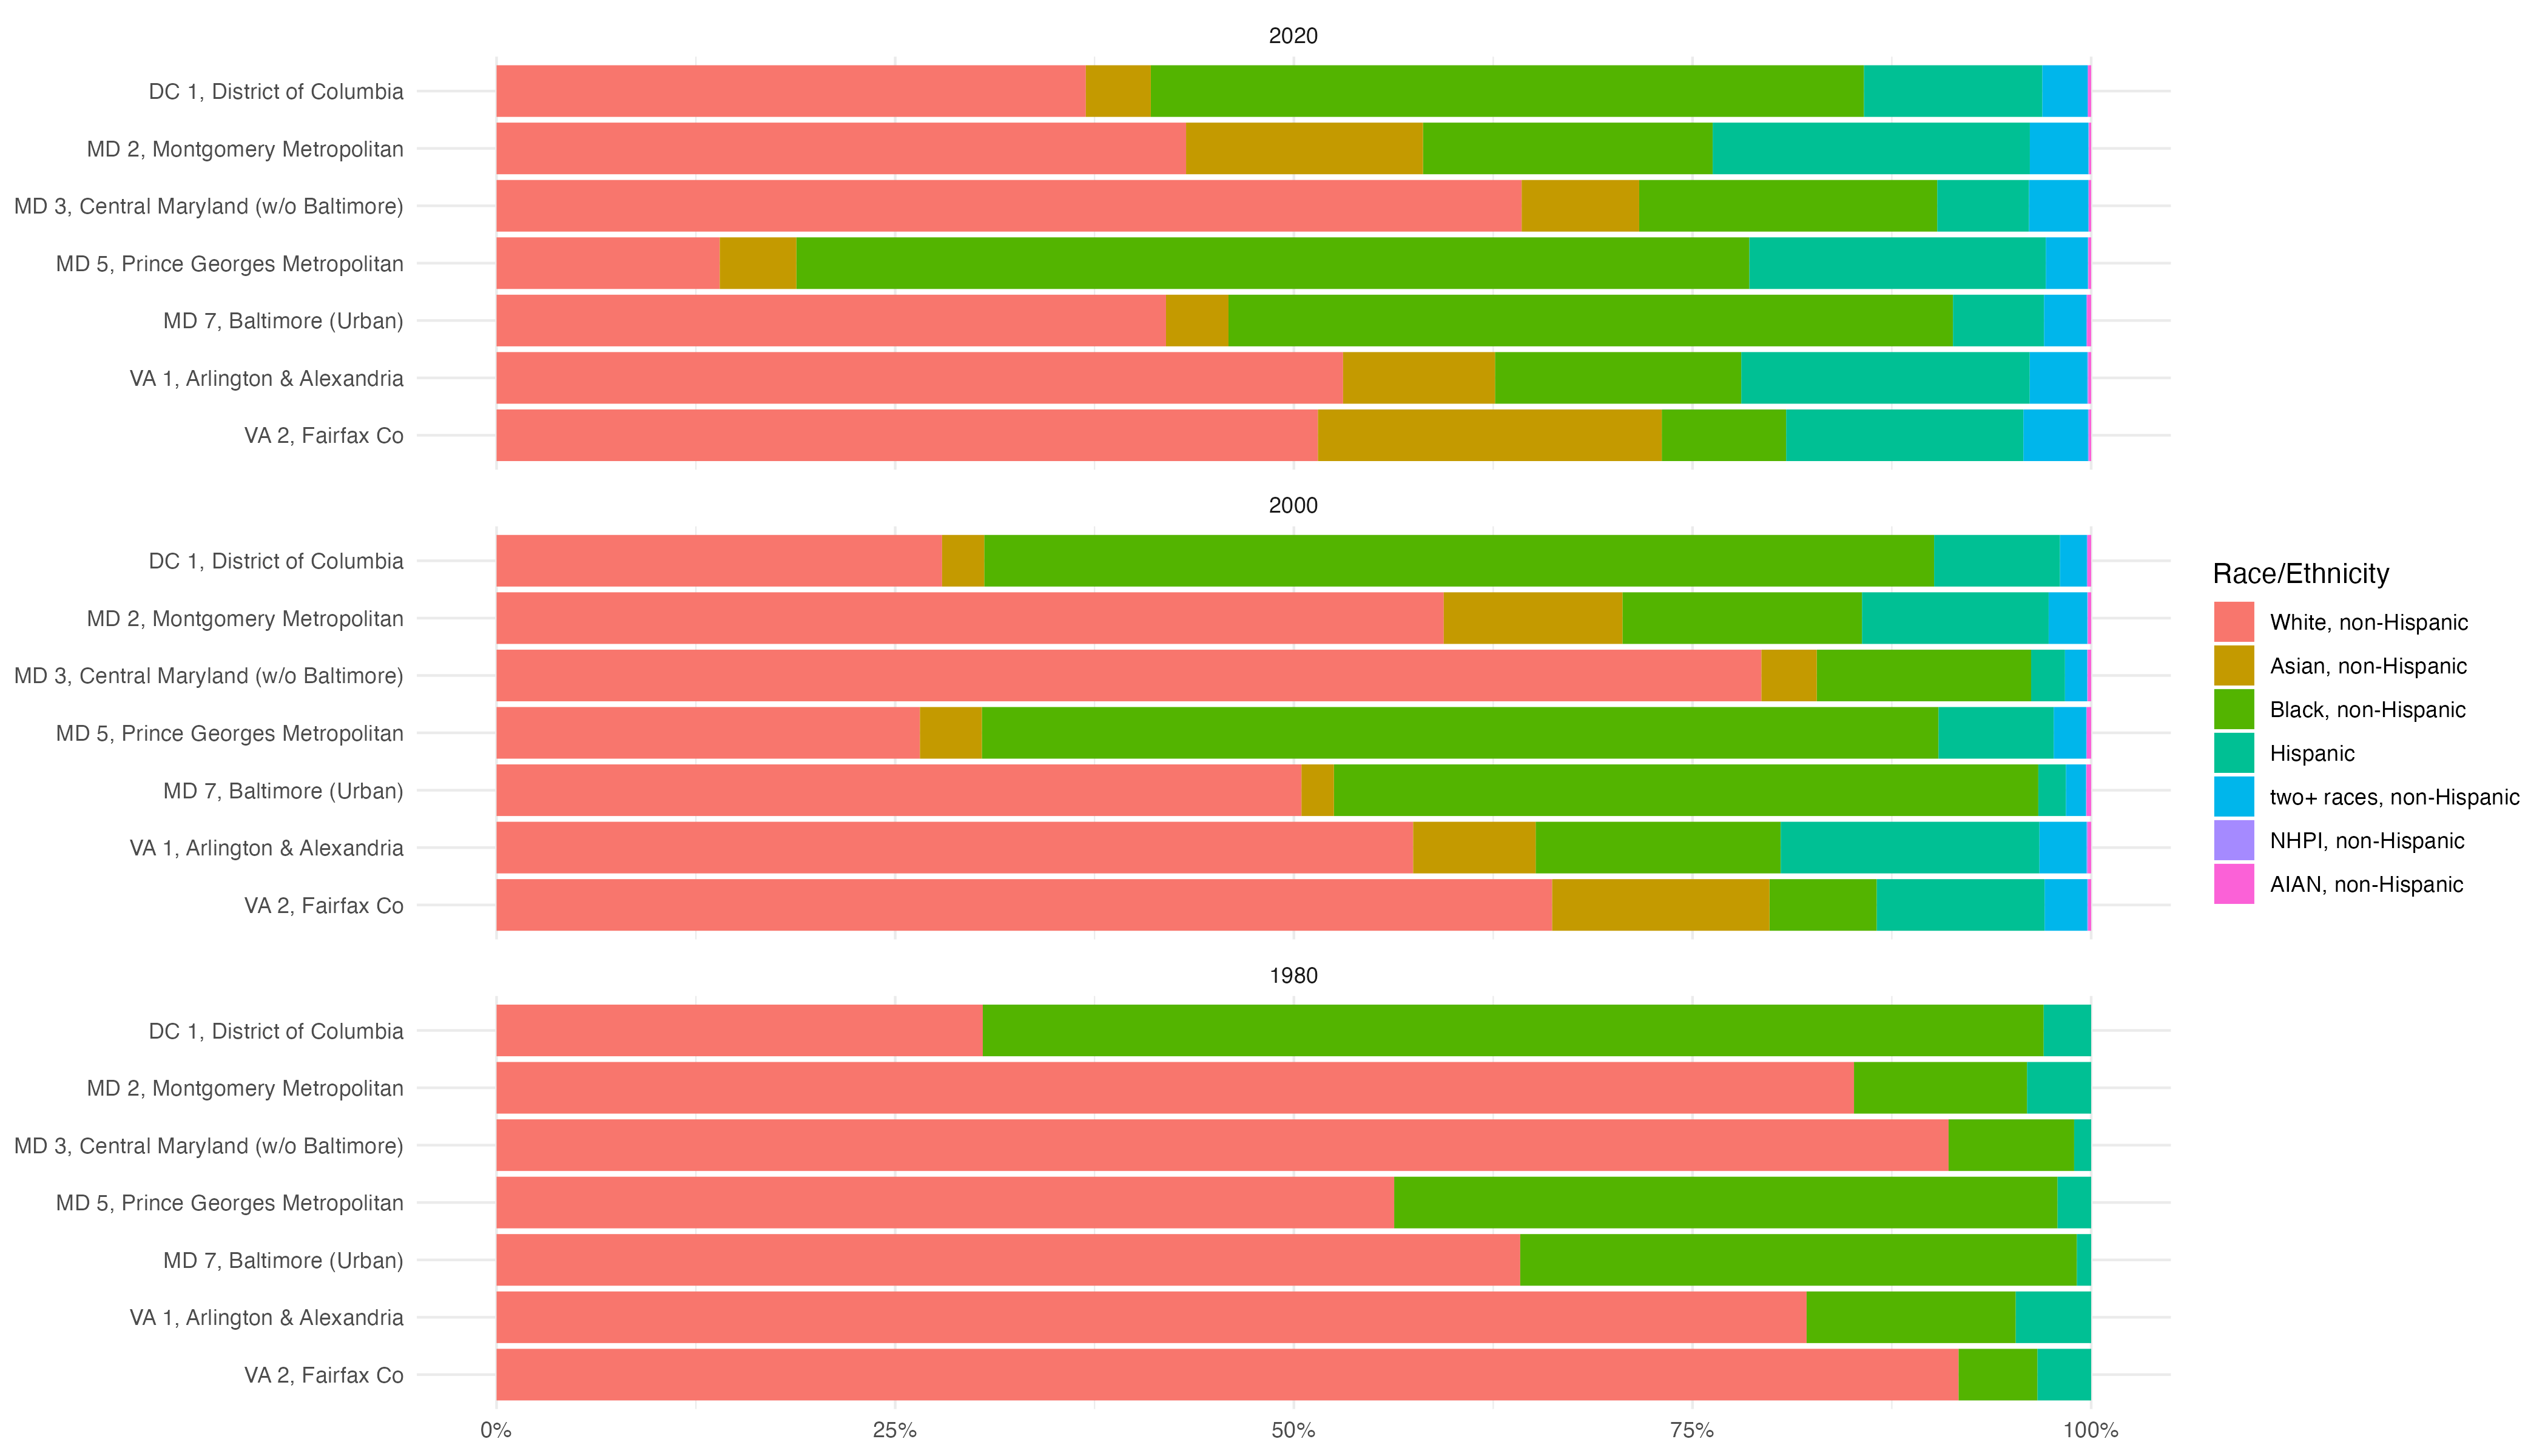 2020
DC 1, District of Columbia
MD 2, Montgomery Metropolitan
MD 3, Central Maryland (w/o Baltimore)
MD 5, Prince Georges Metropolitan
MD 7, Baltimore (Urban)
VA 1, Arlington & Alexandria
VA 2, Fairfax Co
2000
DC 1, District of Columbia
MD 2, Montgomery Metropolitan
MD 3, Central Maryland (w/o Baltimore)
MD 5, Prince Georges Metropolitan
MD 7, Baltimore (Urban)
VA 1, Arlington & Alexandria
VA 2, Fairfax Co
1980
DC 1, District of Columbia
MD 2, Montgomery Metropolitan
MD 3, Central Maryland (w/o Baltimore)
MD 5, Prince Georges Metropolitan
MD 7, Baltimore (Urban)
VA 1, Arlington & Alexandria
VA 2, Fairfax Co
0% 25% 50% 75% 100%
Race/Ethnicity
White, non-Hispanic
Asian, non-Hispanic
Black, non-Hispanic
Hispanic
two+ races, non-Hispanic
NHPI, non-Hispanic
AIAN, non-Hispanic